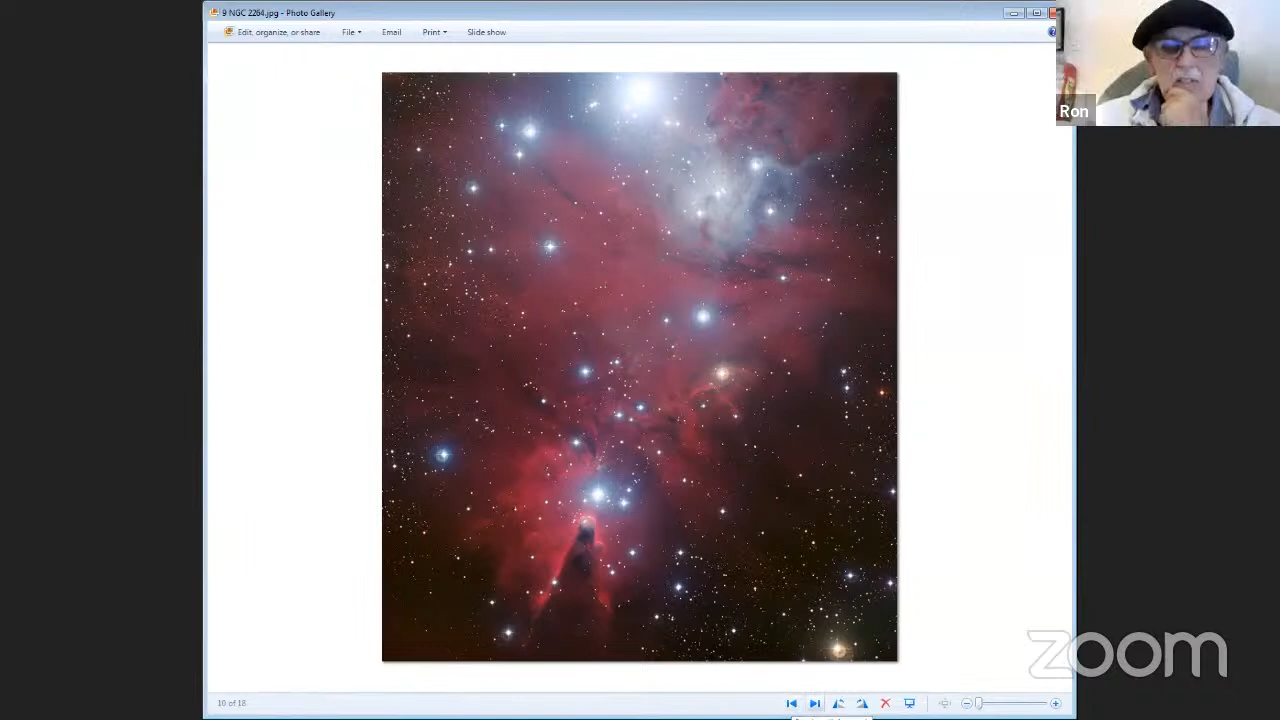 9 NGC 2264.jpg - Photo Gallery
Edit, organize, or share File Email Print Slide show
Ron
zoom
10 of 18